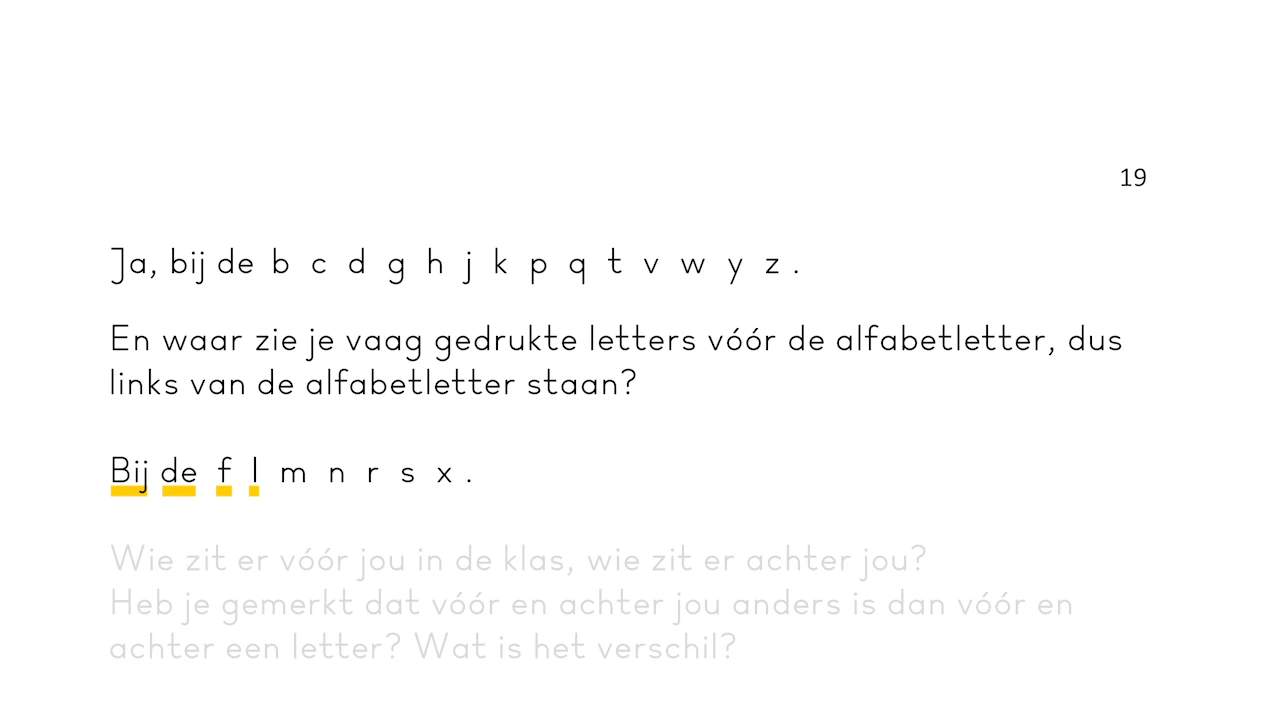 19
Ja, bij de b c d g h j k p q t v w y z .
En waar zie je vaag gedrukte letters vóór de alfabetletter, dus
links van de alfabetletter staan?
Bij de f l m n r s x .
Wie zit er vóór jou in de klas, wie zit er achter jou?
Heb je gemerkt dat vóór en achter jou anders is dan vóór en
achter een letter? Wat is het verschil?